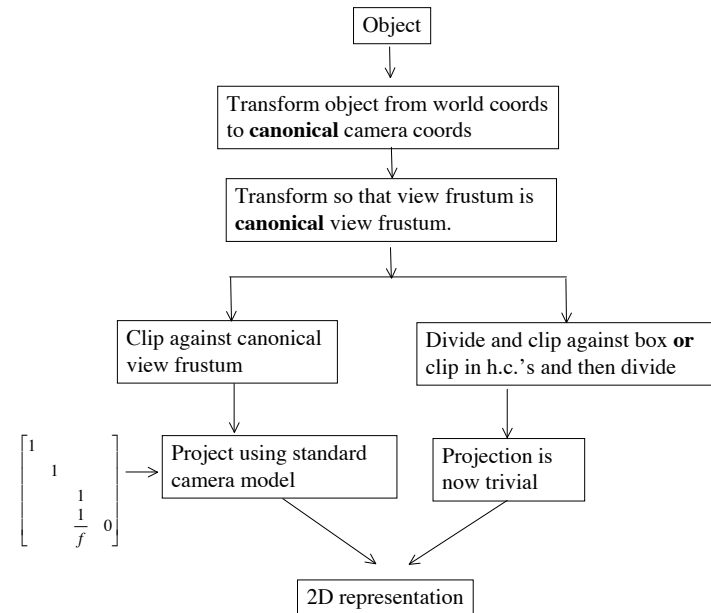 Object
Transform object from world coords
to canonical camera coords
Transform so that view frustum is
canonical view frustum.
Clip against canonical
view frustum
Divide and clip against box or
clip in h.c.’s and then divide
1
1
1
1
f
0
Project using standard
camera model
Projection is
now trivial
2D representation